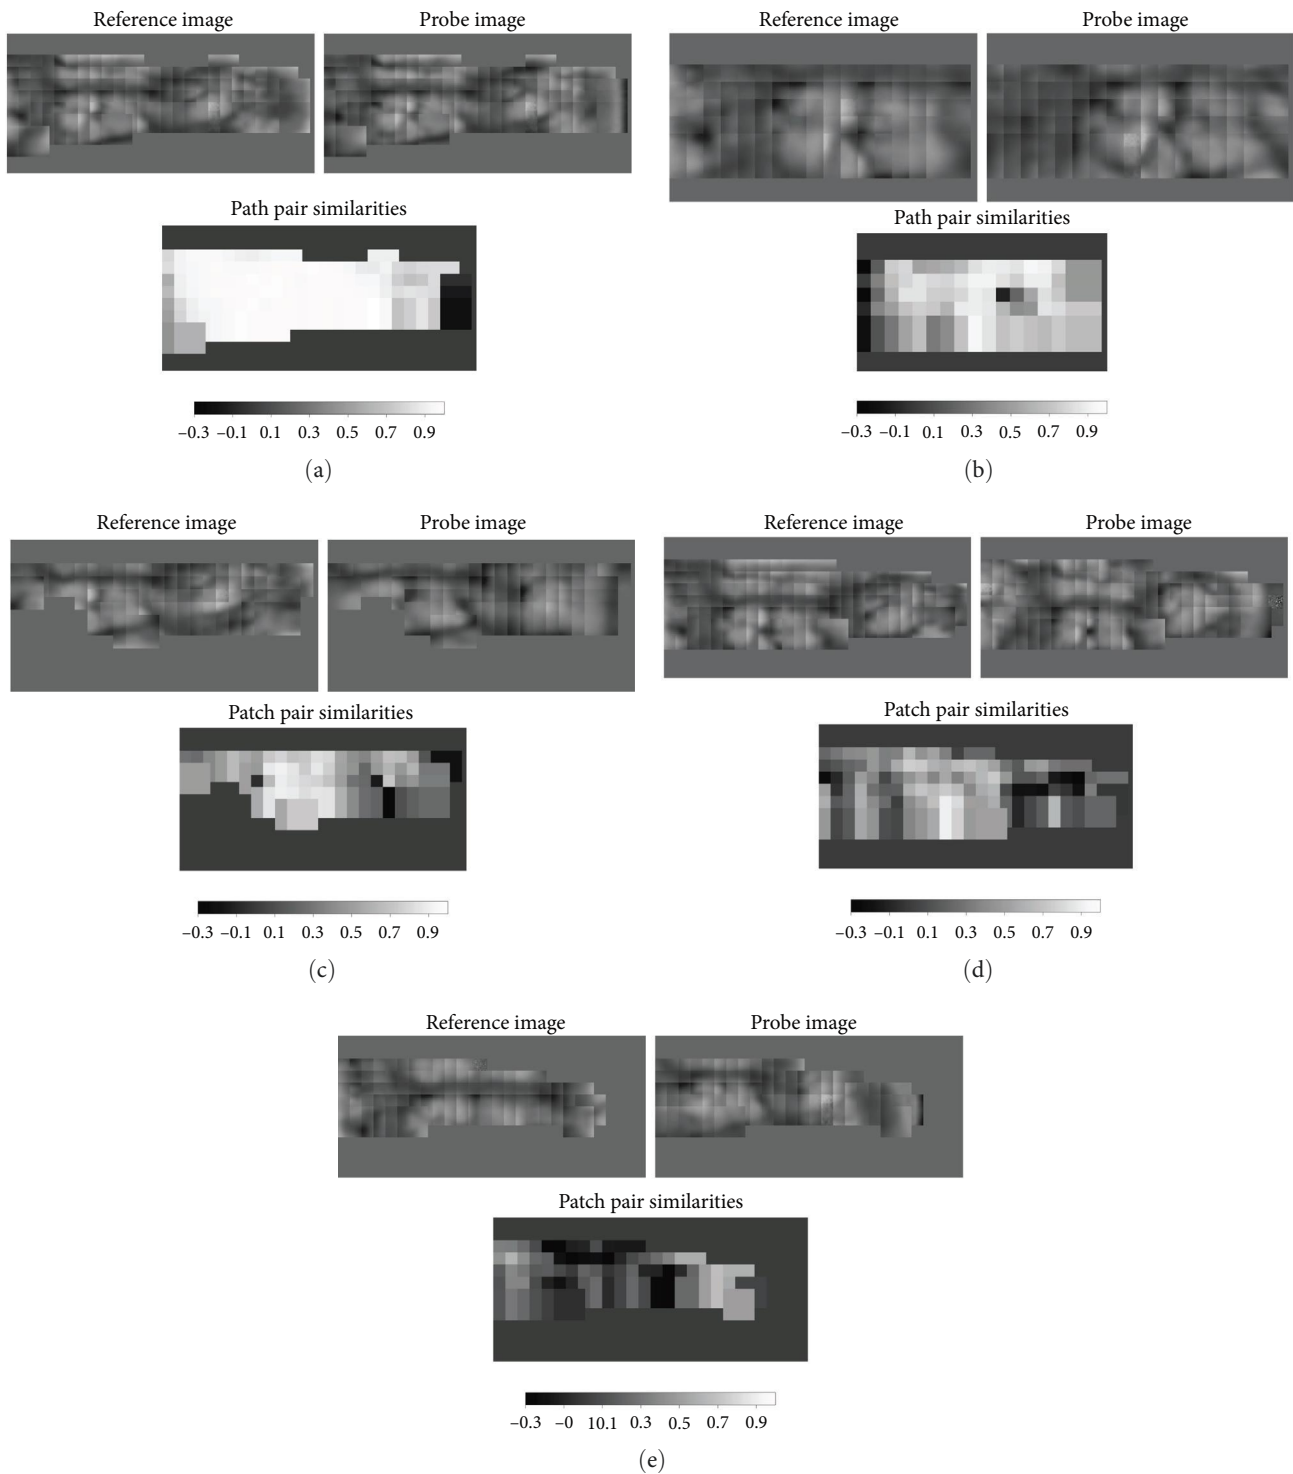 Reference image Probe image
Path pair similarities
−0.3 −0.1 0.1 0.3 0.5 0.7 0.9
(a)
Reference image Probe image
Path pair similarities
−0.3 −0.1 0.1 0.3 0.5 0.7 0.9
(b)
Reference image Probe image
Patch pair similarities
−0.3 −0.1 0.1 0.3 0.5 0.7 0.9
(c)
Reference image Probe image
Patch pair similarities
−0.3 −0.1 0.1 0.3 0.5 0.7 0.9
(d)
Reference image Probe image
Patch pair similarities
−0.3 −0 10.1 0.3 0.5 0.7 0.9
(e)